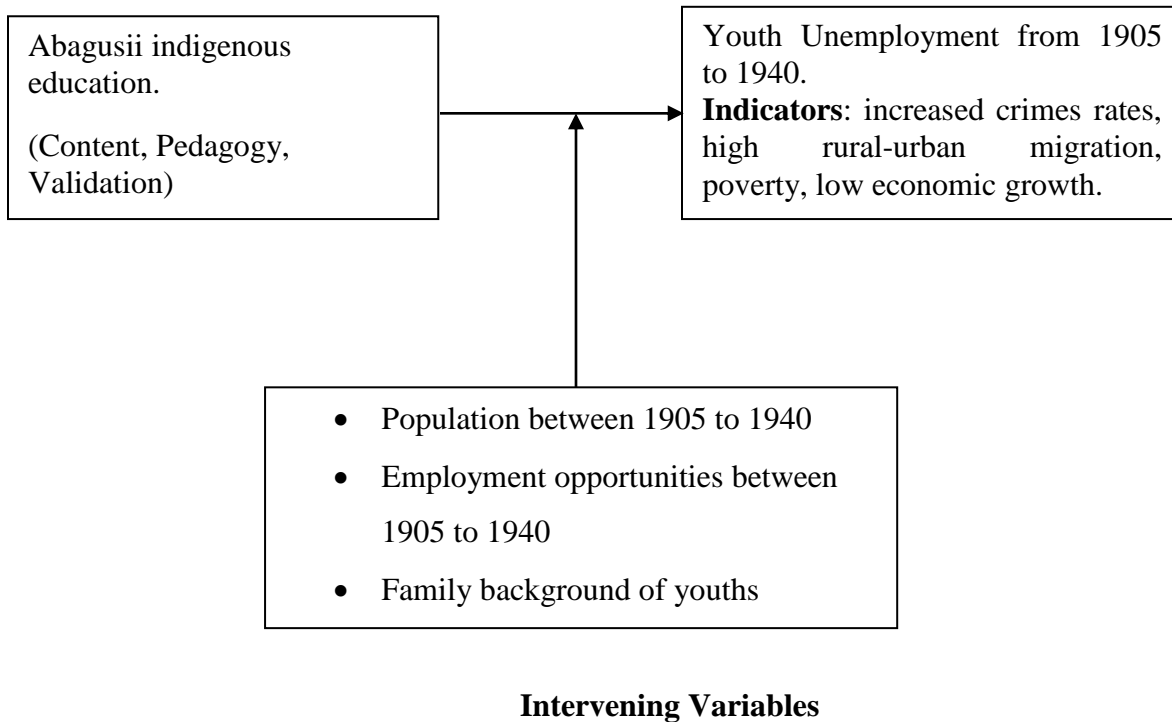 Abagusii indigenous
education.
(Content, Pedagogy,
Validation)
Youth Unemployment from 1905
to 1940.
Indicators: increased crimes rates,
high rural-urban migration,
poverty, low economic growth.
• Population between 1905 to 1940
• Employment opportunities between
1905 to 1940
• Family background of youths
Intervening Variables